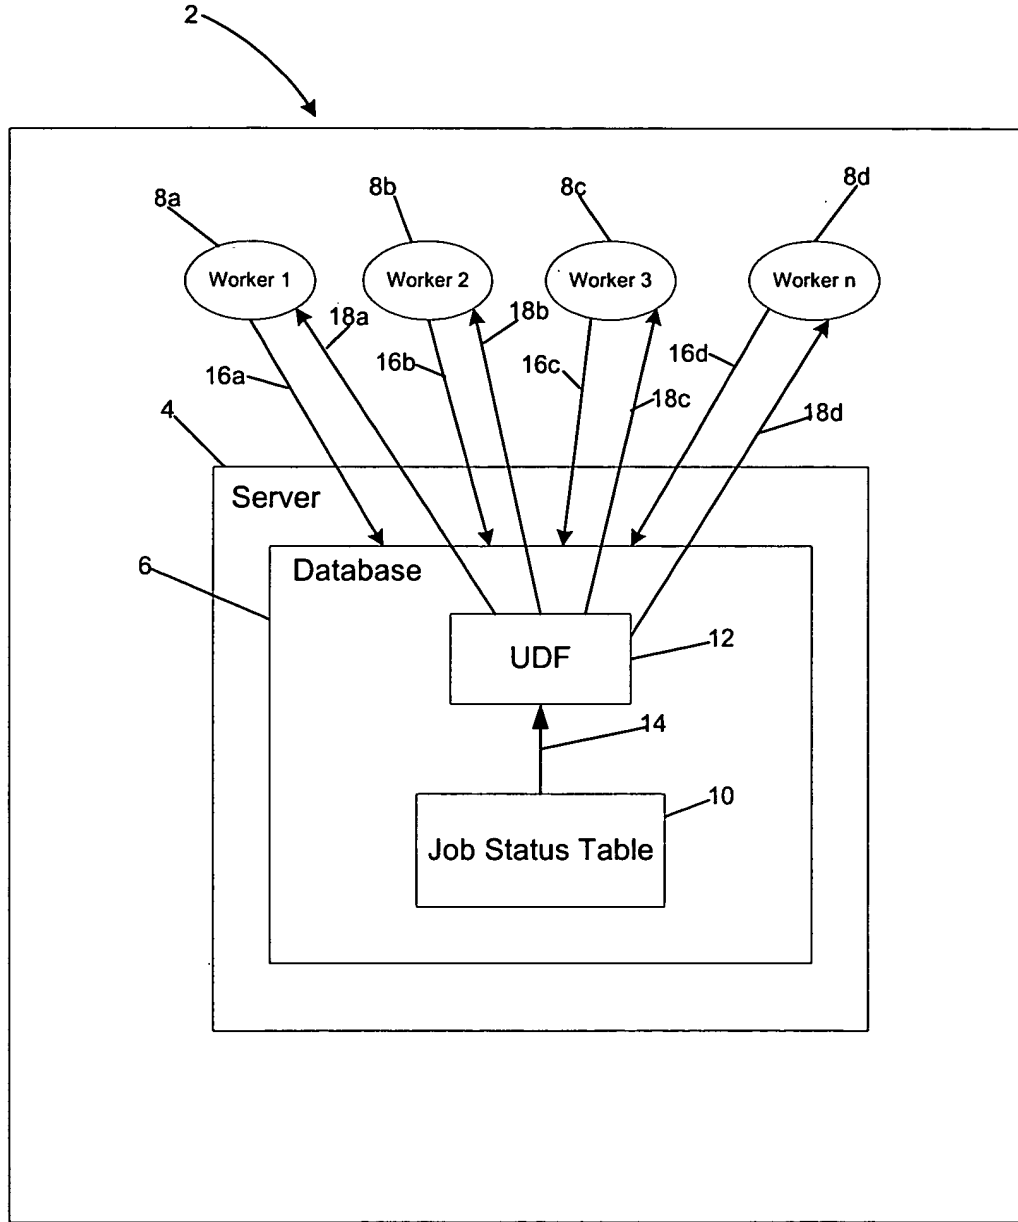 2
8a
8b
8c
8d
Worker 1
Worker 2
Worker 3
Worker n
18a
18b
16a
16b
16c
18c
16d
18d
4
Server
6
Database
UDF
12
14
10
Job Status Table